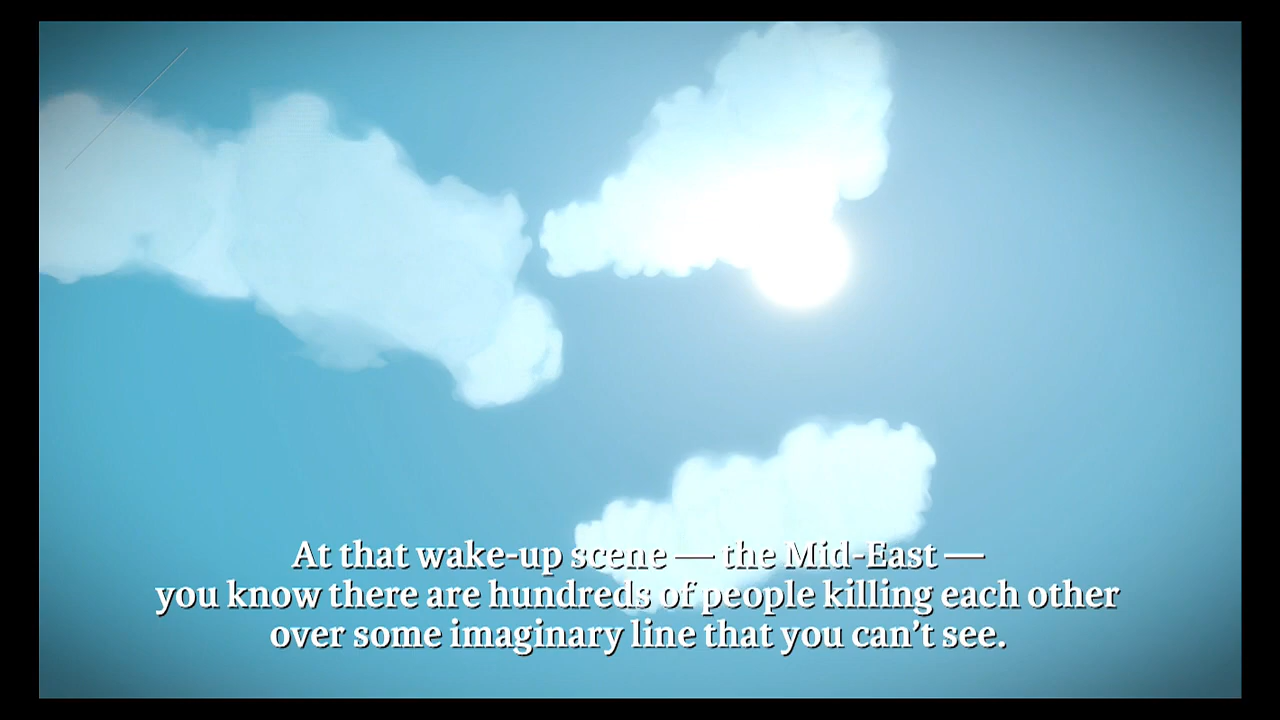 At that wake-up scene — the Mid-East —
you know there are hundreds of people killing each other
over some imaginary line that you can’t see.